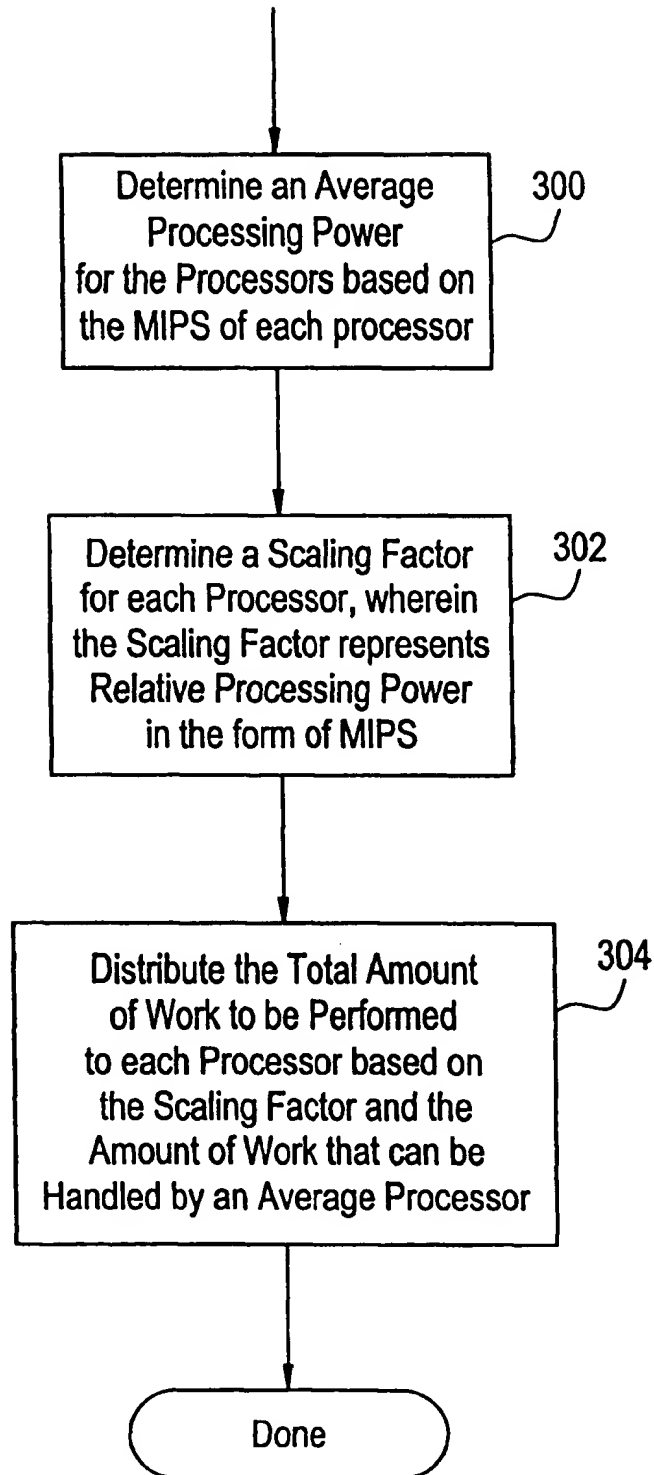 Determine an Average
Processing Power
for the Processors based on
the MIPS of each processor
300
Determine a Scaling Factor
for each Processor, wherein
the Scaling Factor represents
Relative Processing Power
in the form of MIPS
302
Distribute the Total Amount
of Work to be Performed
to each Processor based on
the Scaling Factor and the
Amount of Work that can be
Handled by an Average Processor
304
Done